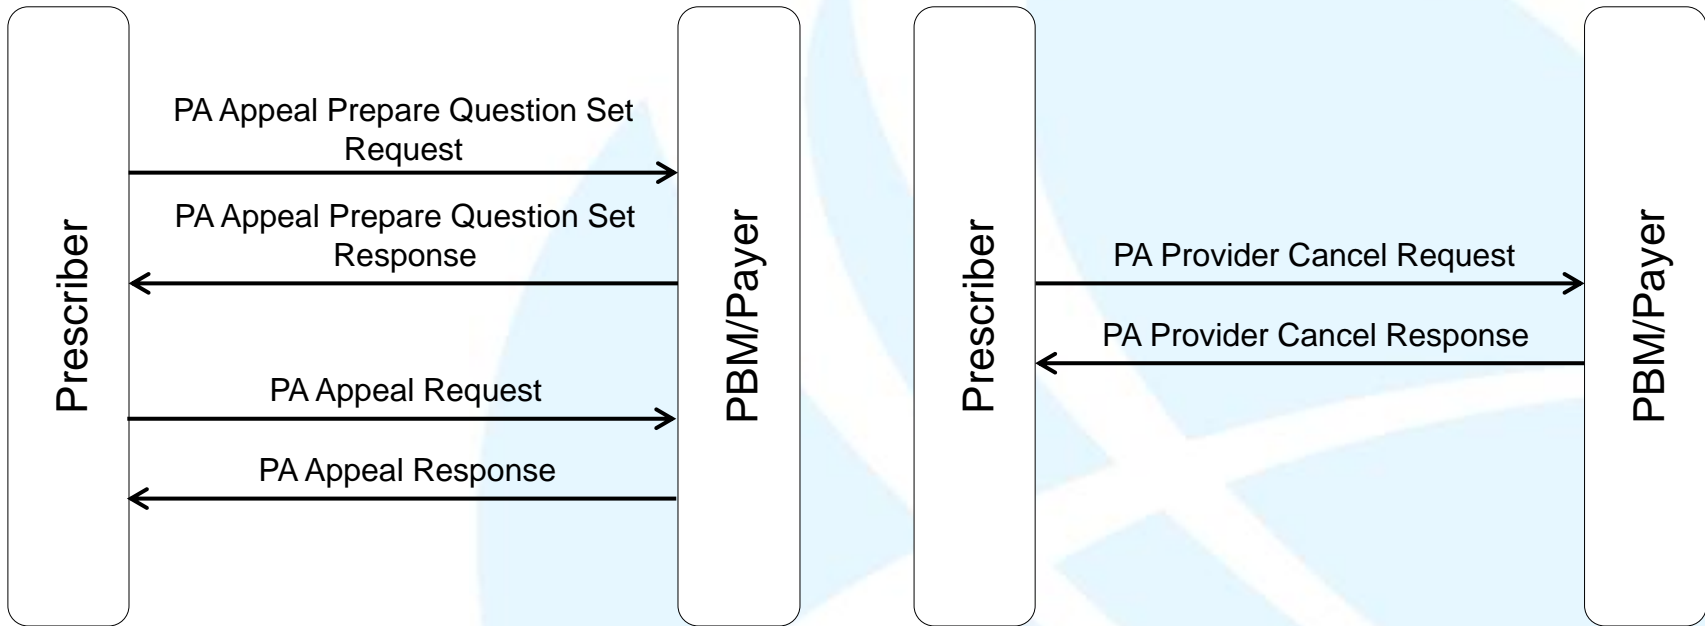 Prescriber
PA Appeal Prepare Question Set
Request
PA Appeal Prepare Question Set
Response
PA Appeal Request
PA Appeal Response
PBM/Payer
Prescriber
PA Provider Cancel Request
PA Provider Cancel Response
PBM/Payer